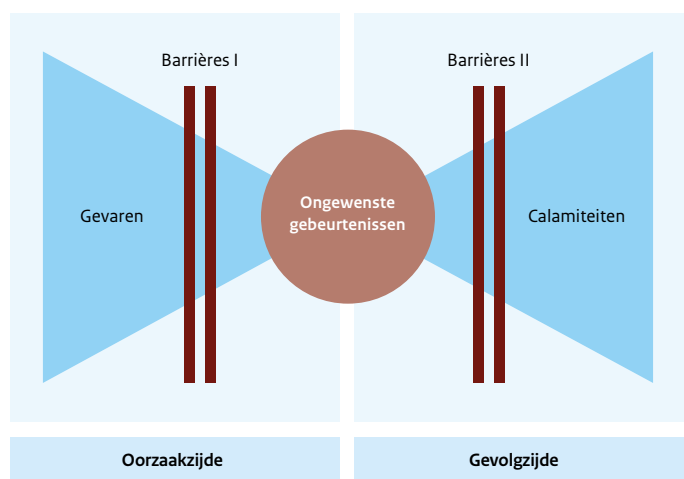 Barrières I
Barrières II
Gevaren
Ongewenste
gebeurtenissen
Calamiteiten
Oorzaakzijde
Gevolgzijde